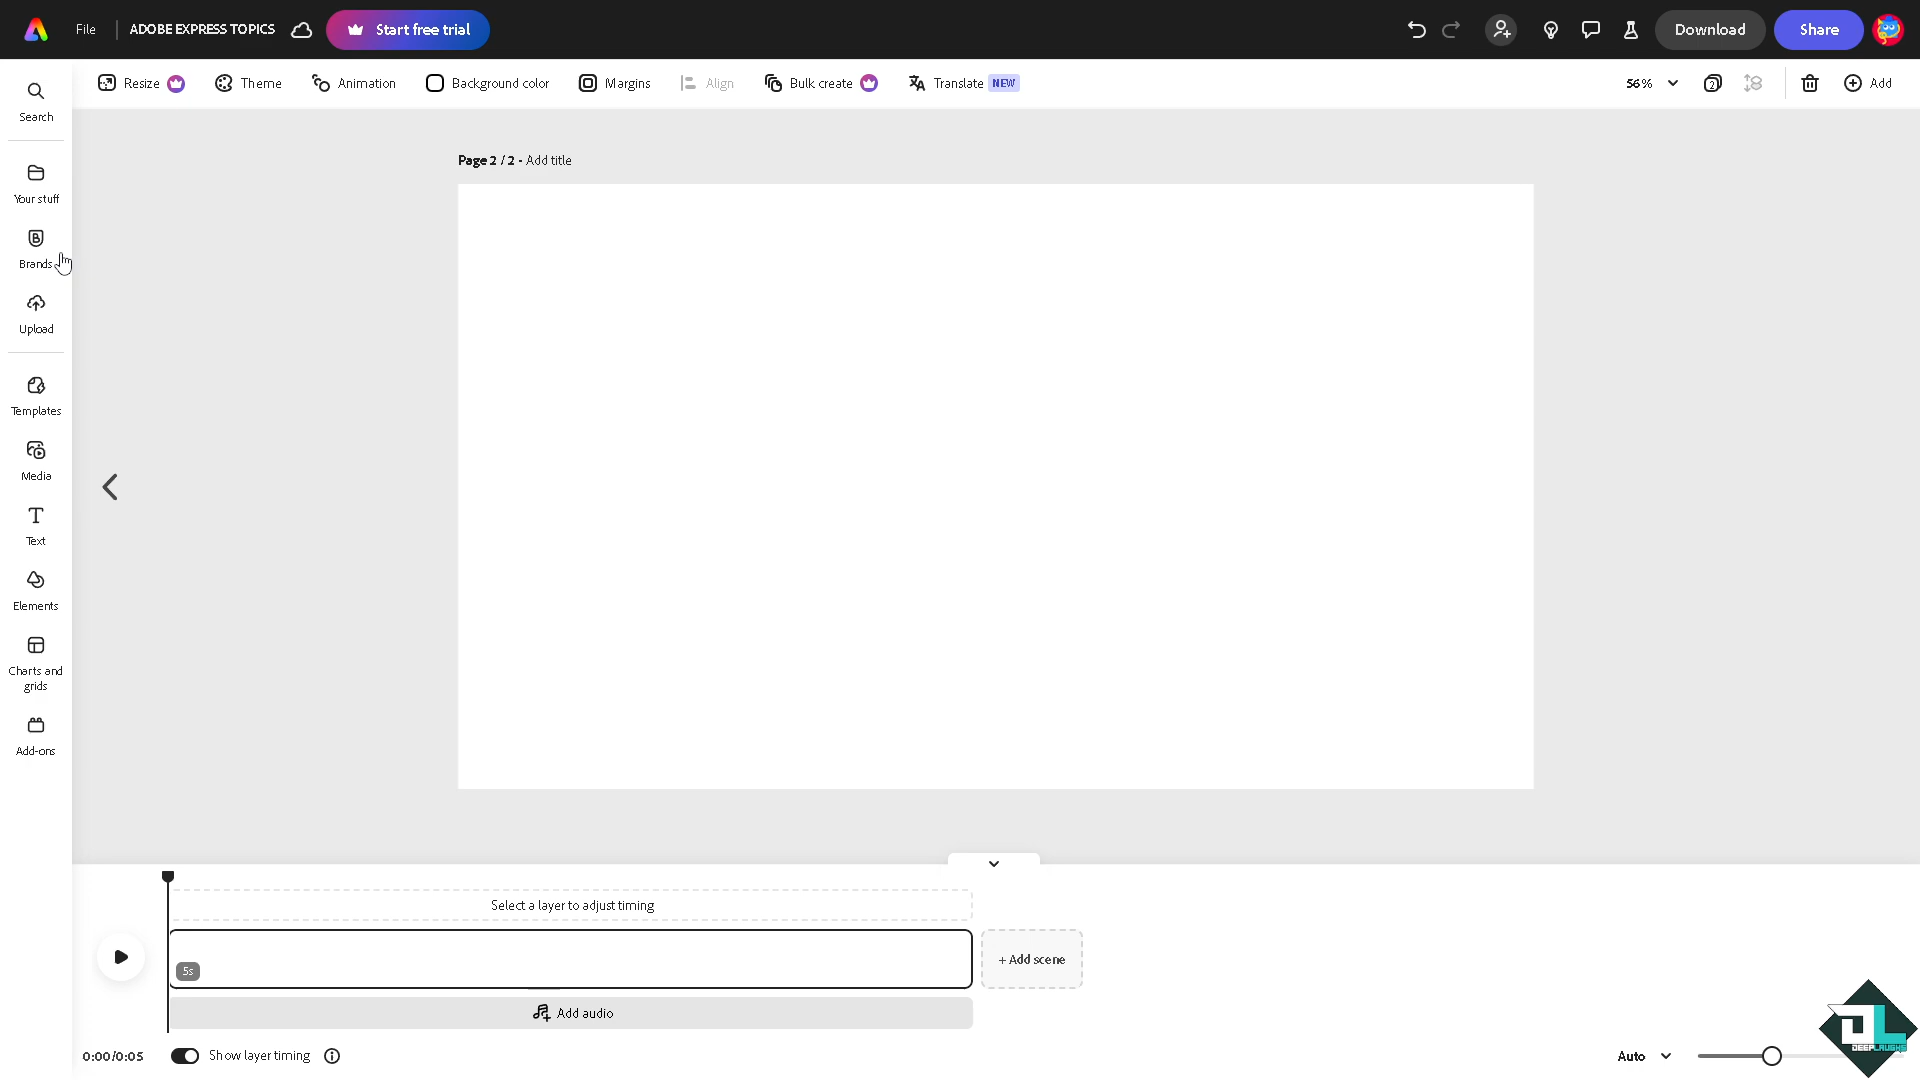 File
ADOBE EXPRESS TOPICS
Start free trial
Download
Share
Resize
Theme
Animation
Background color
Margins
Align
Bulk create
Translate NEW
56%
2
Add
Search
Your stuff
Brands
Upload
Templates
Media
Text
Elements
Charts and
grids
Add-ons
Page 2 / 2 - Add title
Select a layer to adjust timing
5s
+ Add scene
Add audio
0:00/0:05
Show layer timing
Auto
DEEPLAUGHS